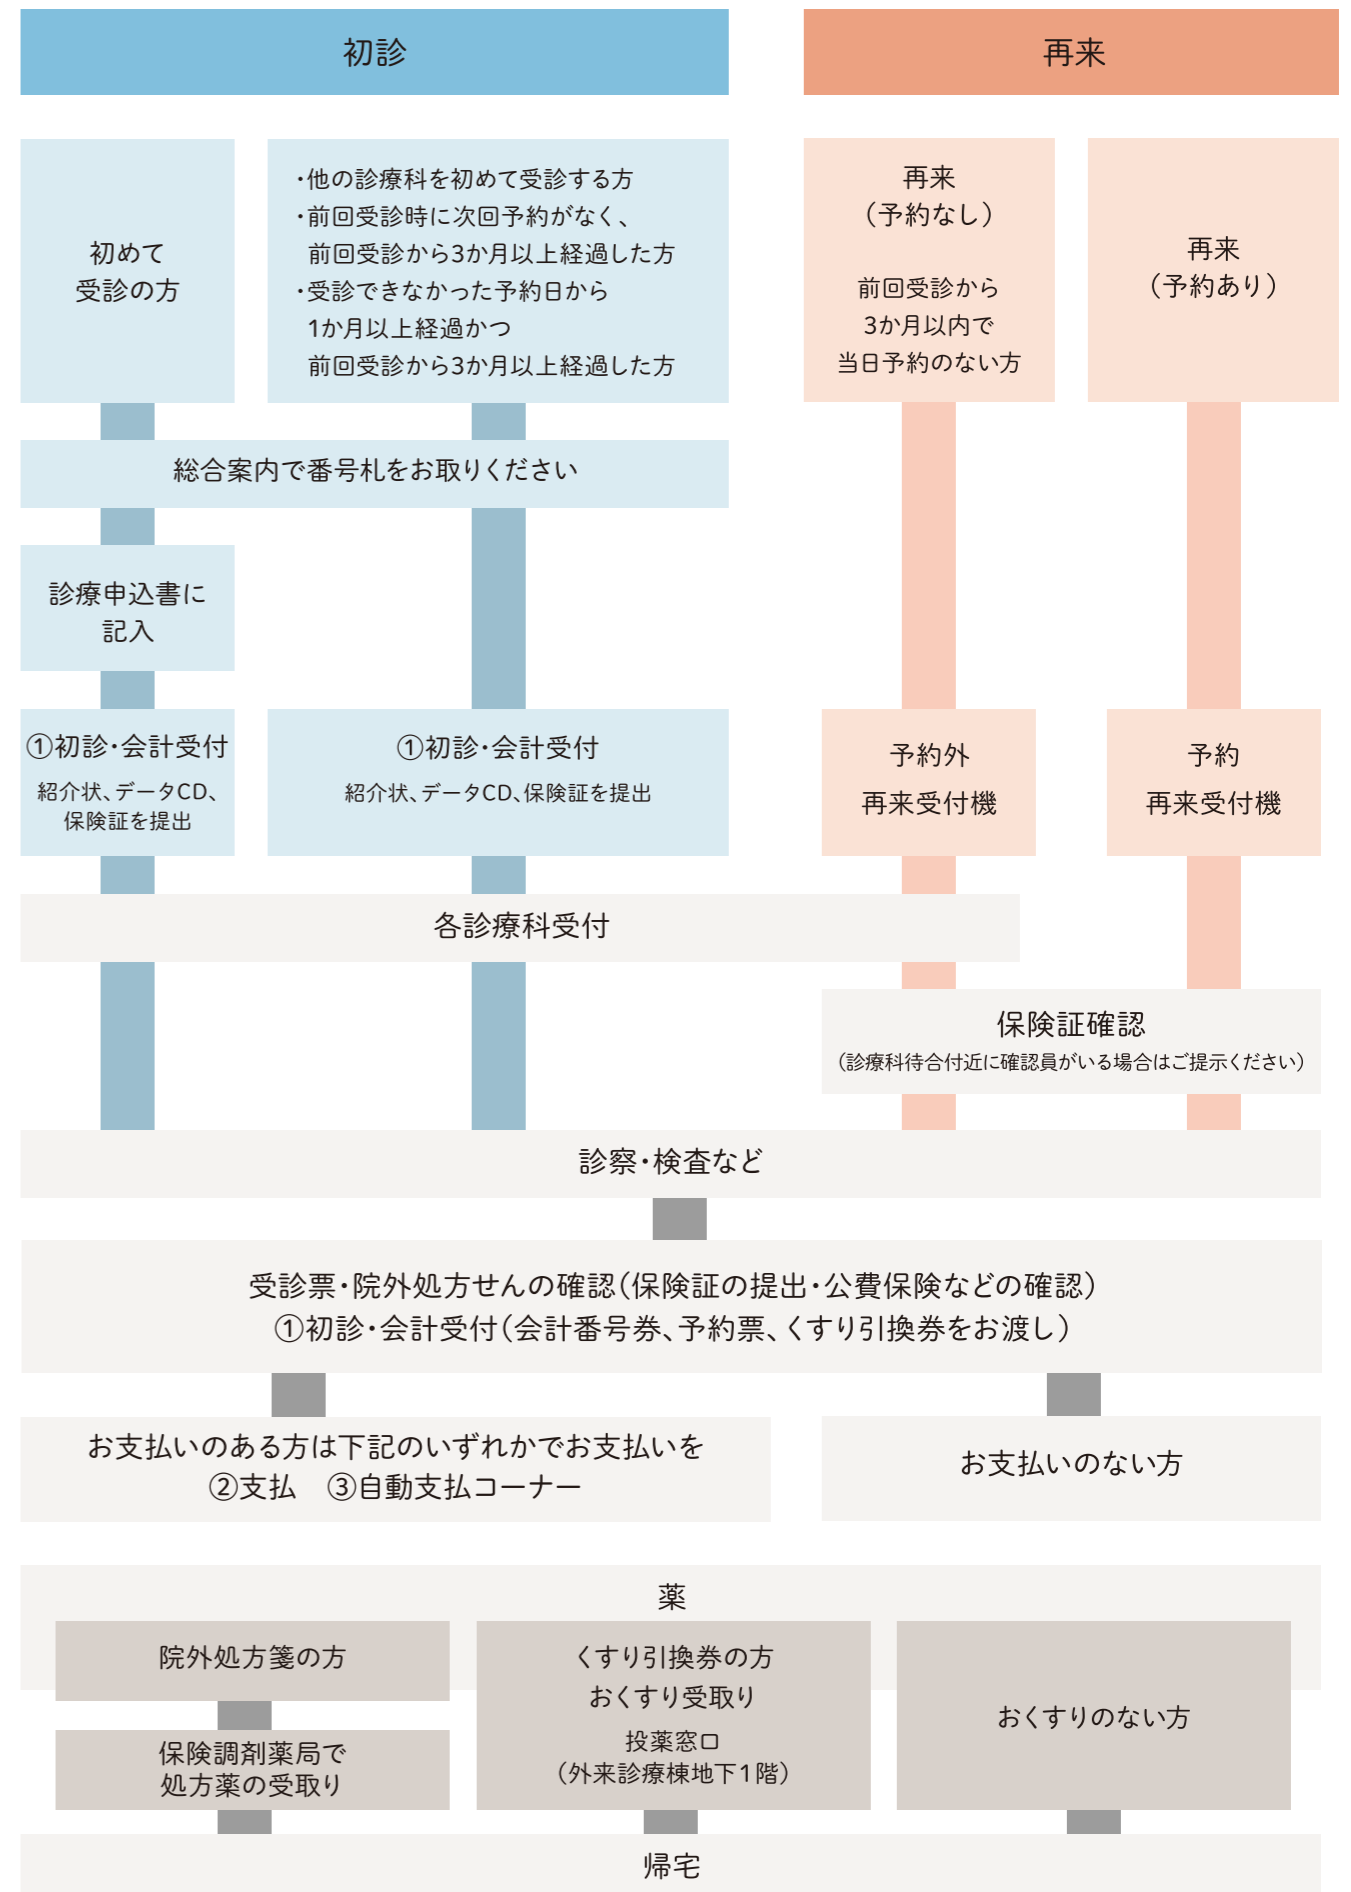 初診
再来
初めて
受診の方
・他の診療科を初めて受診する方
・前回受診時に次回予約がなく、
前回受診から3か月以上経過した方
・受診できなかった予約日から
1か月以上経過かつ
前回受診から3か月以上経過した方
再来
（予約なし）
前回受診から
3か月以内で
当日予約のない方
再来
（予約あり）
総合案内で番号札をお取りください
診療申込書に
記入
①初診・会計受付
紹介状、データCD、
保険証を提出
①初診・会計受付
紹介状、データCD、保険証を提出
予約外
再来受付機
予約
再来受付機
各診療科受付
保険証確認
（診療科待合付近に確認員がいる場合はご提示ください）
診察・検査など
受診票・院外処方せんの確認（保険証の提出・公費保険などの確認）
①初診・会計受付（会計番号券、予約票、くすり引換券をお渡し）
お支払いのある方は下記のいずれかでお支払いを
②支払　③自動支払コーナー
お支払いのない方
薬
院外処方箋の方
保険調剤薬局で
処方薬の受取り
くすり引換券の方
おくすり受取り
投薬窓口
（外来診療棟地下1階）
おくすりのない方
帰宅